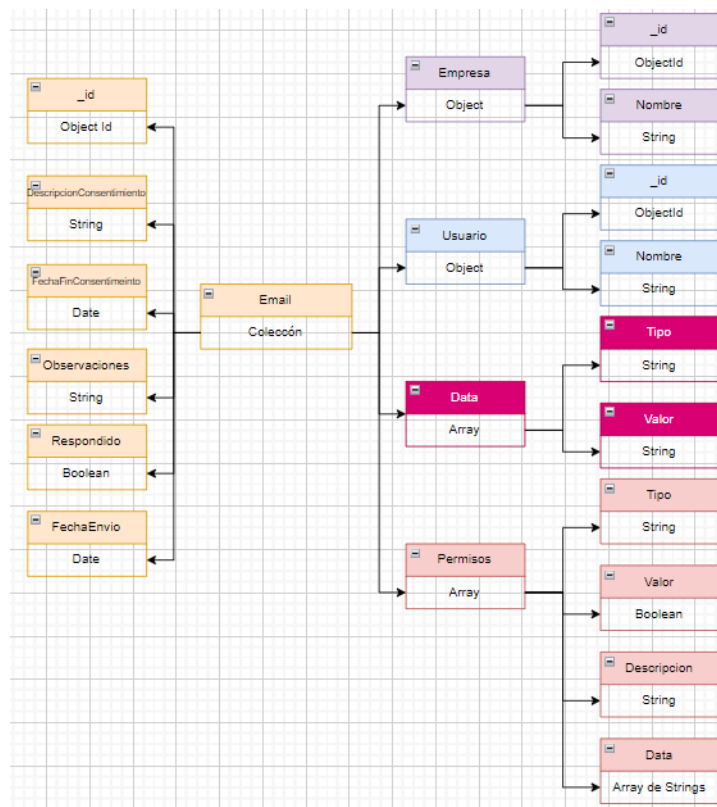 _id
Object Id
DescripcionConsentimiento
String
FechaFinConsentimeinto
Date
Observaciones
String
Respondido
Boolean
FechaEnvio
Date
Email
Coleccón
Empresa
Object
Usuario
Object
Data
Array
Permisos
Array
_id
ObjectId
Nombre
String
_id
ObjectId
Nombre
String
Tipo
String
Valor
String
Tipo
String
Valor
Boolean
Descripcion
String
Data
Array de Strings